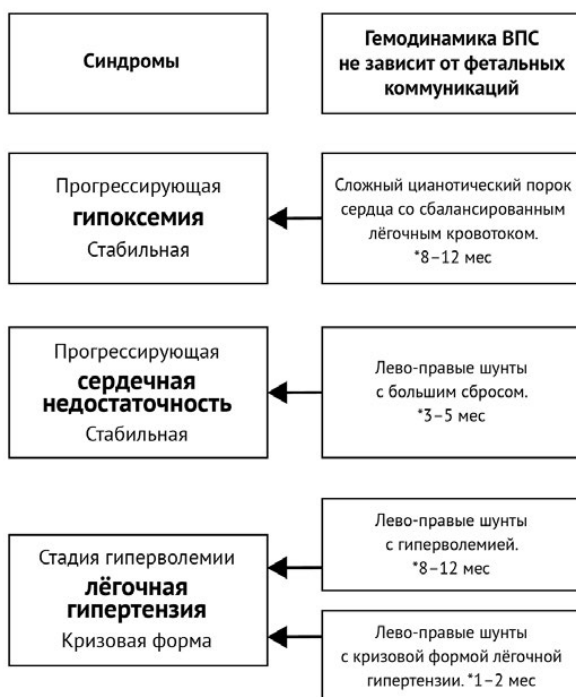 Синдромы
Гемодинамика ВПС
не зависит от фетальных
коммуникаций
Прогрессирующая
гипоксемия
Стабильная
Сложный цианотический порок
сердца со сбалансированным
лёгочным кровотоком.
*8–12 мес
Прогрессирующая
сердечная
недостаточность
Стабильная
Лево-правые шунты
с большим сбросом.
*3–5 мес
Стадия гиперволемии
лёгочная
гипертензия
Кризовая форма
Лево-правые шунты
с гиперволемией.
*8–12 мес
Лево-правые шунты
с кризовой формой лёгочной
гипертензии. *1–2 мес